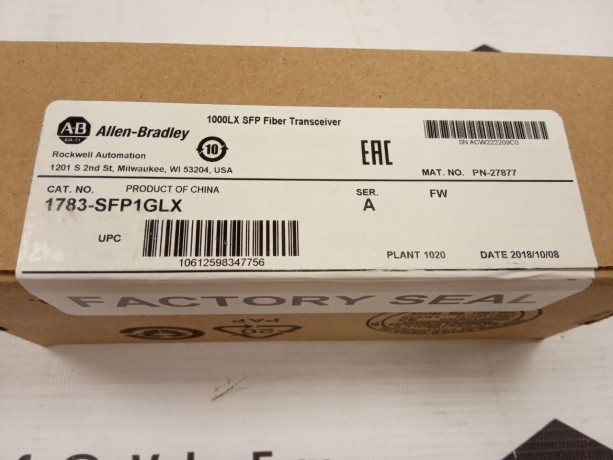 1000LX SFP Fiber Transceiver
A-B
Allen-Bradley
10
EAC
SN ACW222209C0
Rockwell Automation
1201 S 2nd St, Milwaukee, WI 53204, USA
MAT. NO. PN-27877
CAT. NO. PRODUCT OF CHINA
SER. FW
1783-SFP1GLX A
UPC
10612598347756
PLANT 1020 DATE 2018/10/08
FACTORY SEAL
20
PAP